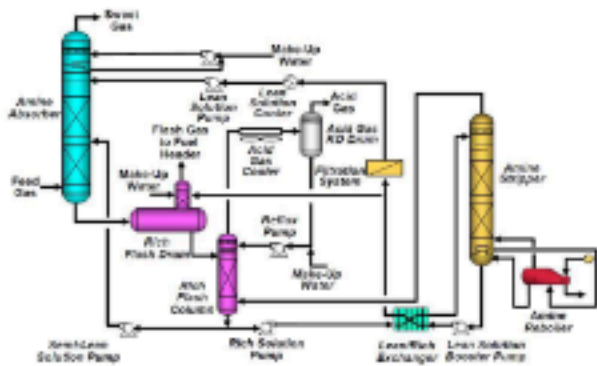 Sweet
Gas
Make-Up
Water
Amine
Absorber
Lean
Solution
Pump
Lean
Solution
Cooler
Acid
Gas
Flash Gas
to Fuel
Header
Acid Gas
KO Drum
Acid
Gas
Cooler
Filtration
System
Amine
Stripper
Feed
Gas
Make-Up
Water
Rich
Flash Drum
Reflux
Pump
Make-Up
Water
Rich
Flash
Column
Amine
Reboiler
Semi-Lean
Solution Pump
Rich Solution
Pump
Lean/Rich
Exchanger
Lean Solution
Booster Pump